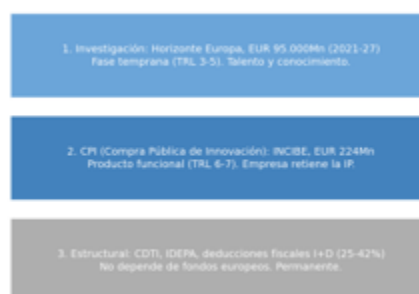 1. Investigación: Horizonte Europa, EUR 95.000Mn (2021-27)
Fase temprana (TRL 3-5). Talento y conocimiento.
2. CPI (Compra Pública de Innovación): INCIBE, EUR 224Mn
Producto funcional (TRL 6-7). Empresa retiene la IP.
3. Estructural: CDTI, IDEPA, deducciones fiscales I+D (25-42%)
No depende de fondos europeos. Permanente.